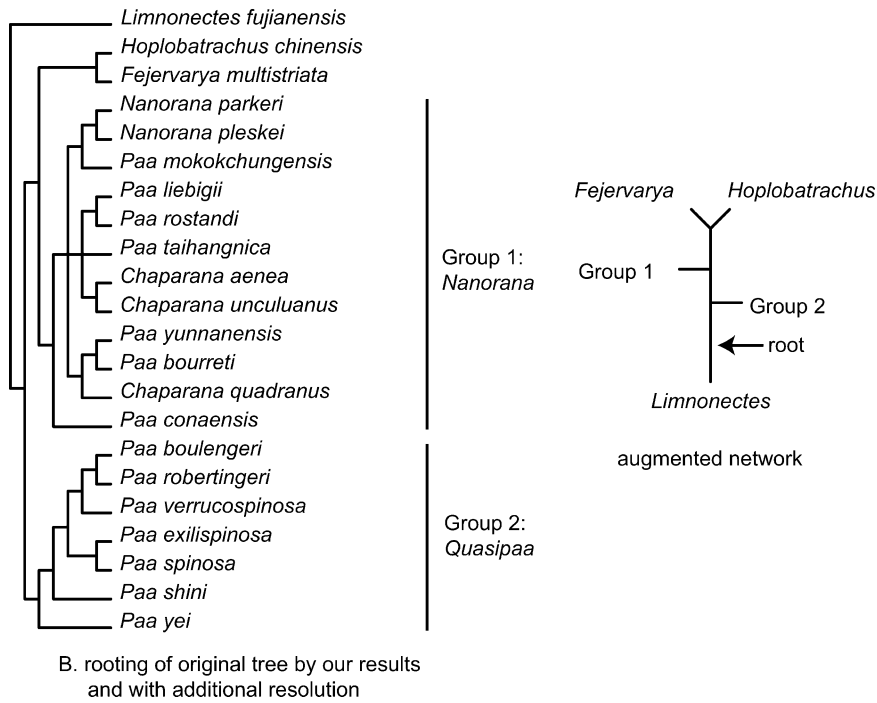 Limnonectes fujianensis
Hoplobatrachus chinensis
Fejervarya multistriata
Nanorana parkeri
Nanorana pleskei
Paa mokokchungensis
Paa liebigii
Paa rostandi
Paa taihangnica
Chaparana aenea
Chaparana unculuanus
Paa yunnanensis
Paa bourreti
Chaparana quadranus
Paa conaensis
Paa boulengeri
Paa robertingeri
Paa verrucospinosa
Paa exilispinosa
Paa spinosa
Paa shini
Paa yei
Group 1:
Nanorana
Group 2:
Quasipaa
Fejervarya
Hoplobatrachus
Group 1
Group 2
root
Limnonectes
augmented network
B. rooting of original tree by our results
and with additional resolution